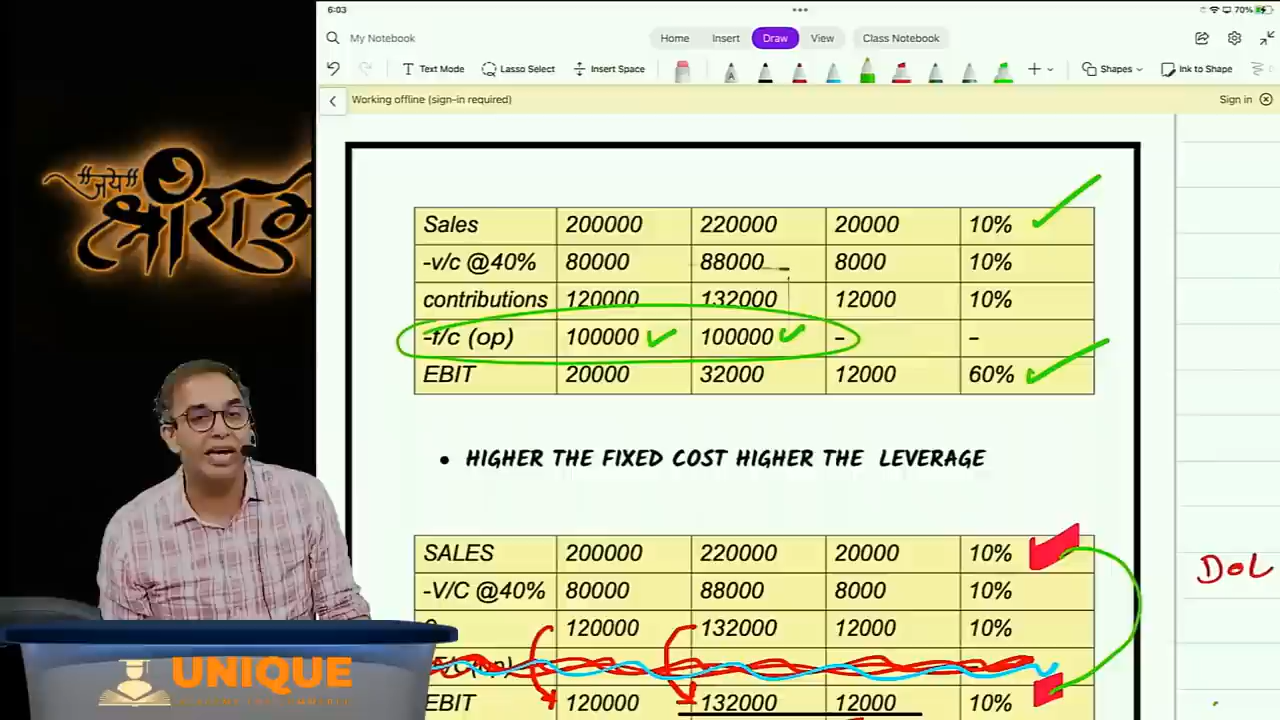 6:03
70%
My Notebook
Home Insert Draw View Class Notebook
Text Mode Lasso Select Insert Space Shapes Ink to Shape
Working offline (sign-in required) Sign in
"जय"
श्रीराम
Sales 200000 220000 20000 10%
-v/c @40% 80000 88000 8000 10%
contributions 120000 132000 12000 10%
-f/c (op) 100000 100000 - -
EBIT 20000 32000 12000 60%
• HIGHER THE FIXED COST HIGHER THE LEVERAGE
SALES 200000 220000 20000 10%
DOL
-V/C @40% 80000 88000 8000 10%
120000 132000 12000 10%
EBIT 120000 132000 12000 10%
UNIQUE